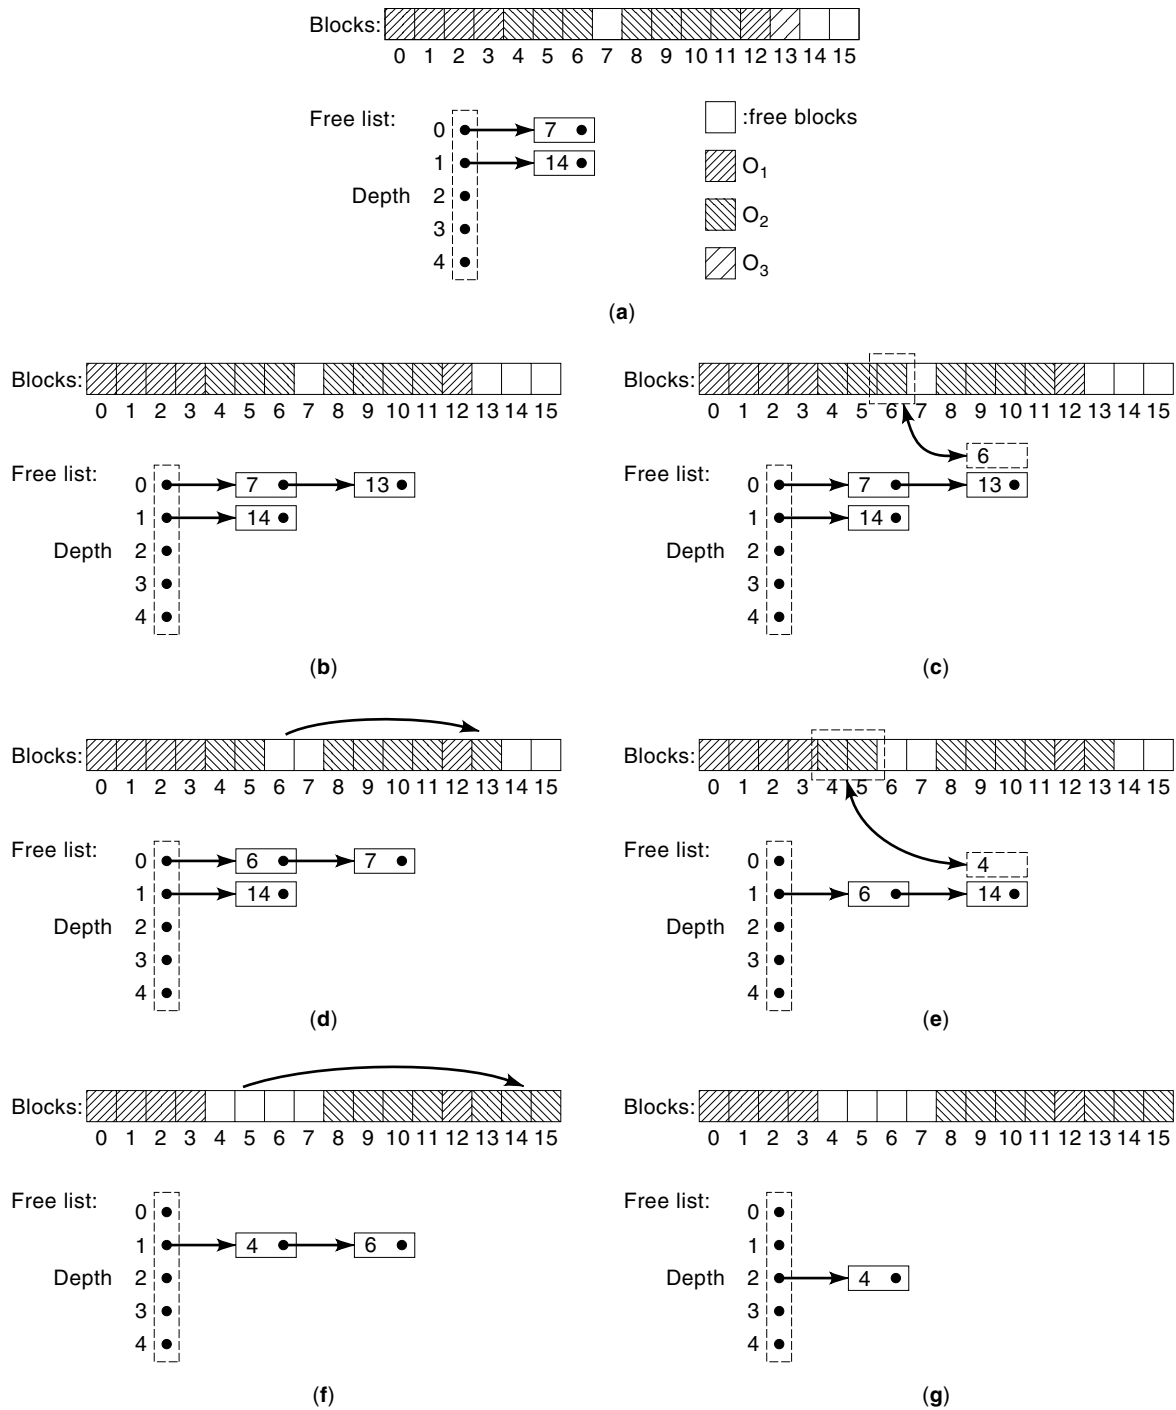 Blocks:
0 1 2 3 4 5 6 7 8 9 10 11 12 13 14 15
Free list:
0 7
1 14
Depth 2
3
4
:free blocks
O1
O2
O3
(a)
Blocks:
0 1 2 3 4 5 6 7 8 9 10 11 12 13 14 15
Free list:
0 7 13
1 14
Depth 2
3
4
(b)
Blocks:
0 1 2 3 4 5 6 7 8 9 10 11 12 13 14 15
6
Free list:
0 7 13
1 14
Depth 2
3
4
(c)
Blocks:
0 1 2 3 4 5 6 7 8 9 10 11 12 13 14 15
Free list:
0 6 7
1 14
Depth 2
3
4
(d)
Blocks:
0 1 2 3 4 5 6 7 8 9 10 11 12 13 14 15
Free list:
0 4
1 6 14
Depth 2
3
4
(e)
Blocks:
0 1 2 3 4 5 6 7 8 9 10 11 12 13 14 15
Free list:
0
1 4 6
Depth 2
3
4
(f)
Blocks:
0 1 2 3 4 5 6 7 8 9 10 11 12 13 14 15
Free list:
0
1
Depth 2 4
3
4
(g)